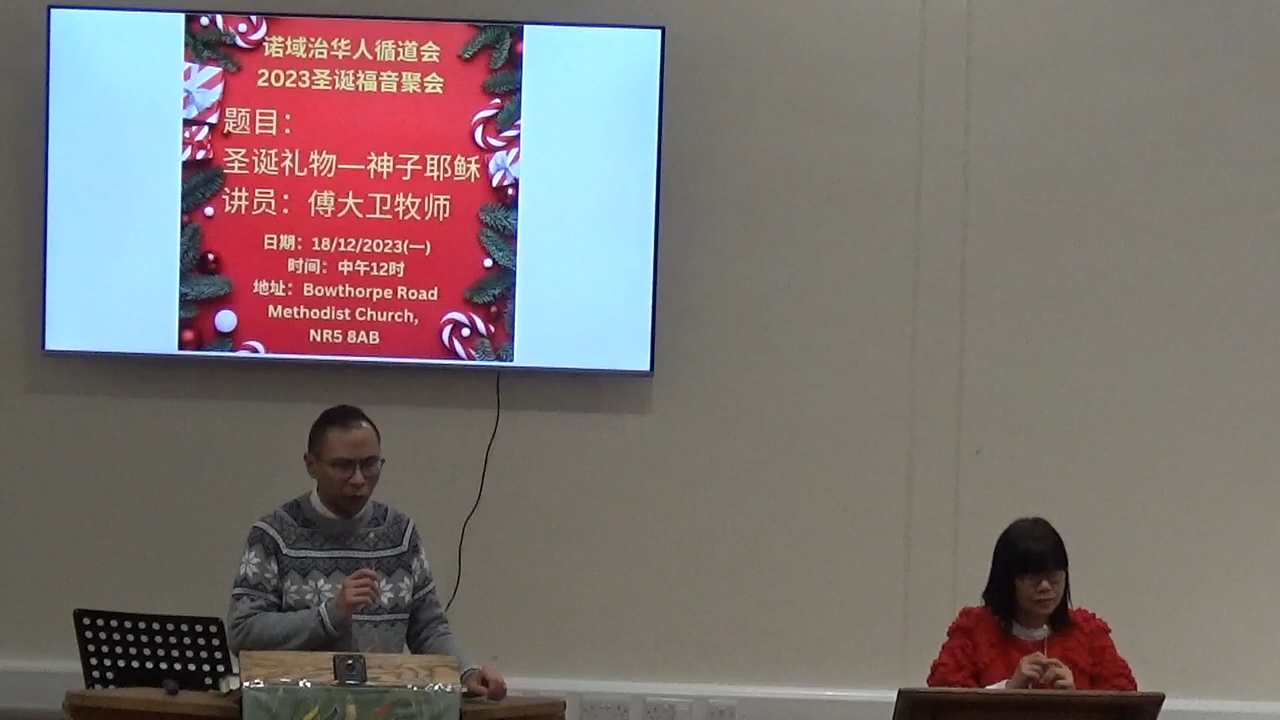 诺域治华人循道会
2023圣诞福音聚会
题目：
圣诞礼物—神子耶稣
讲员：傅大卫牧师
日期：18/12/2023(一)
时间：中午12时
地址：Bowthorpe Road
Methodist Church,
NR5 8AB